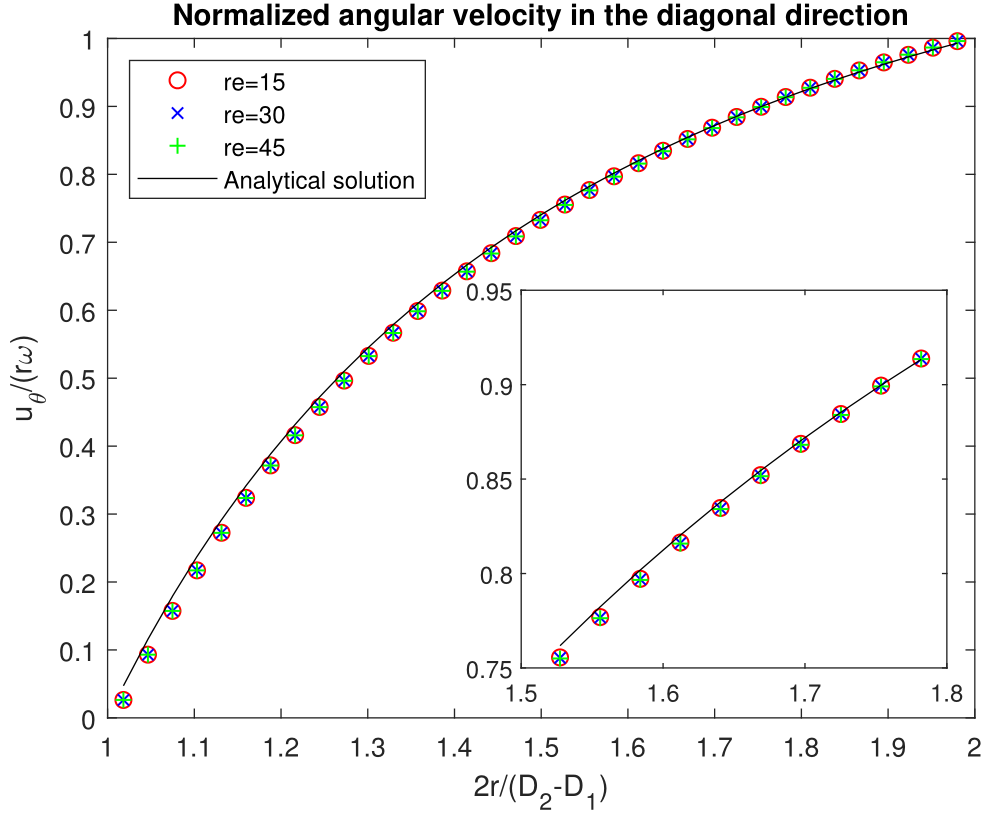 Normalized angular velocity in the diagonal direction
1
0.9
0.8
0.7
0.6
0.5
0.4
0.3
0.2
0.1
0
uθ/(rω)
re=15
re=30
re=45
Analytical solution
0.95
0.9
0.85
0.8
0.75
1.5 1.6 1.7 1.8
1 1.1 1.2 1.3 1.4 1.5 1.6 1.7 1.8 1.9 2
2r/(D2-D1)